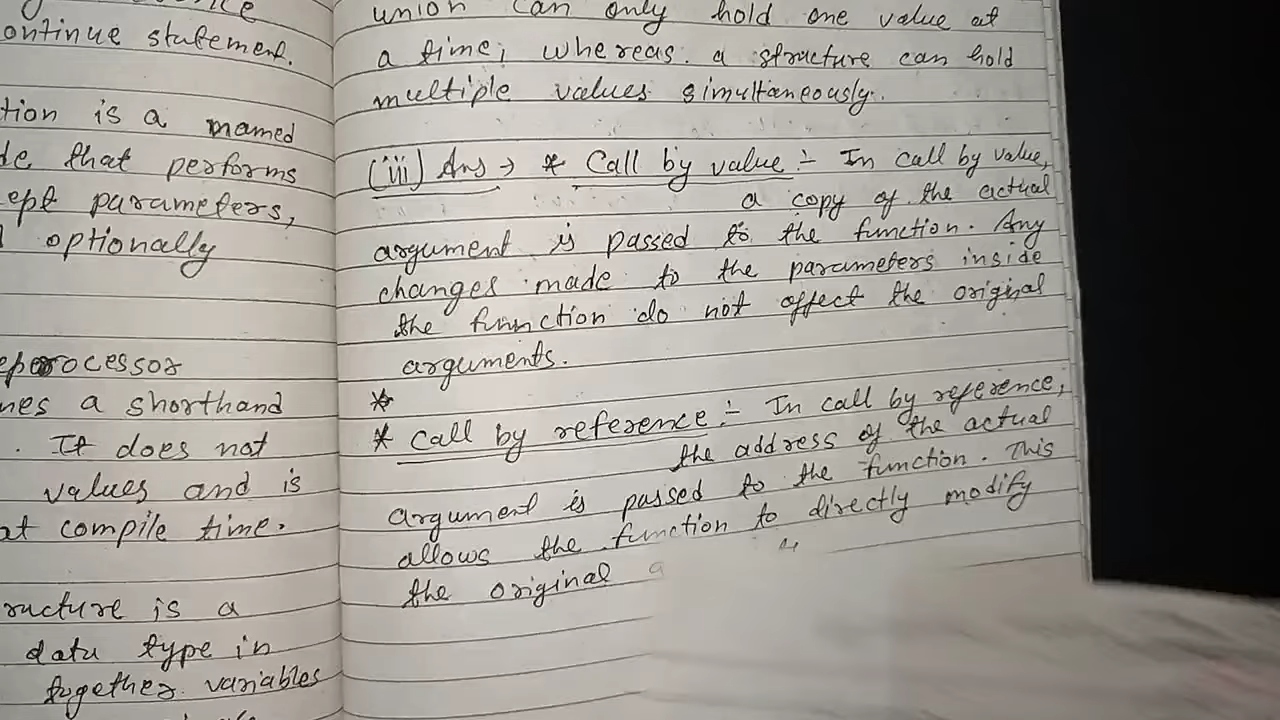 ontinue statement.
tion is a named
de that performs
ept parameters,
optionally
eprocessor
nes a shorthand
. It does not
values and is
at compile time.
ructure is a
data type in
together variables
union can only hold one value at
a time; whereas a structure can hold
multiple values simultaneously.
(iii) Ans → * Call by value :- In call by value,
a copy of the actual
argument is passed to the function. Any
changes made to the parameters inside
the function do not affect the original
arguments.
*
* Call by reference :- In call by reference,
the address of the actual
argument is passed to the function. This
allows the function to directly modify
the original